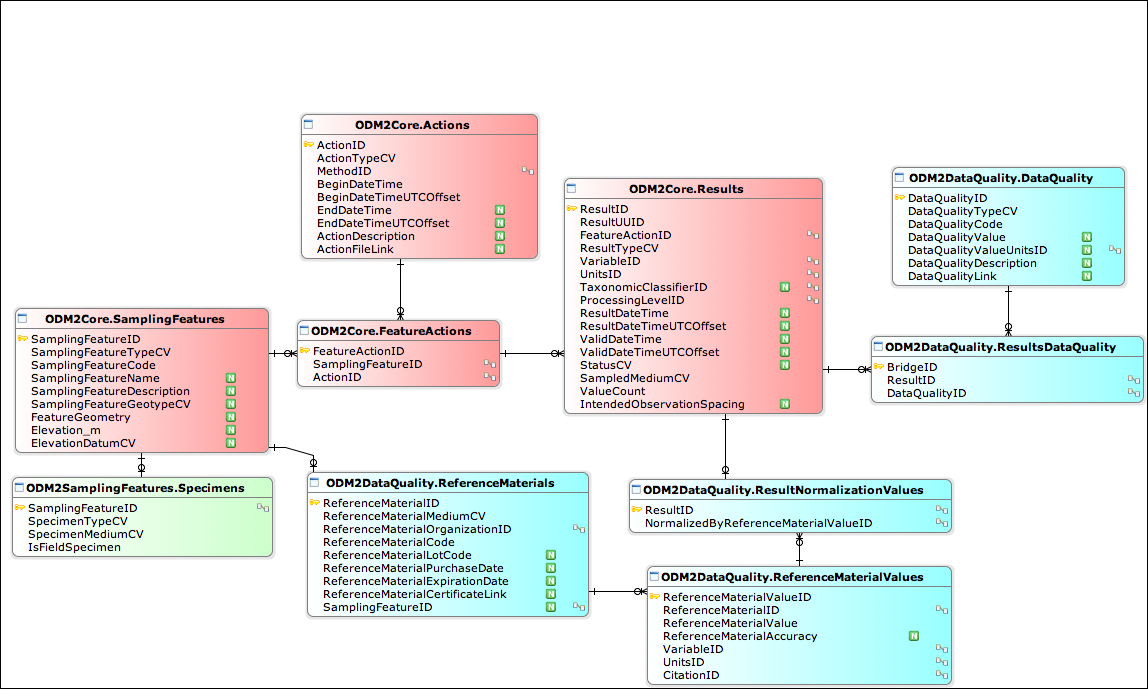 ODM2Core.Actions
ActionID
ActionTypeCV
MethodID
BeginDateTime
BeginDateTimeUTCOffset
EndDateTime N
EndDateTimeUTCOffset N
ActionDescription N
ActionFileLink N
ODM2Core.Results
ResultID
ResultUUID
FeatureActionID
ResultTypeCV
VariableID
UnitsID
TaxonomicClassifierID N
ProcessingLevelID
ResultDateTime N
ResultDateTimeUTCOffset N
ValidDateTime N
ValidDateTimeUTCOffset N
StatusCV N
SampledMediumCV
ValueCount
IntendedObservationSpacing N
ODM2DataQuality.DataQuality
DataQualityID
DataQualityTypeCV
DataQualityCode
DataQualityValue N
DataQualityValueUnitsID N
DataQualityDescription N
DataQualityLink N
ODM2Core.SamplingFeatures
SamplingFeatureID
SamplingFeatureTypeCV
SamplingFeatureCode
SamplingFeatureName N
SamplingFeatureDescription N
SamplingFeatureGeotypeCV N
FeatureGeometry N
Elevation_m N
ElevationDatumCV N
ODM2Core.FeatureActions
FeatureActionID
SamplingFeatureID
ActionID
ODM2DataQuality.ResultsDataQuality
BridgeID
ResultID
DataQualityID
ODM2SamplingFeatures.Specimens
SamplingFeatureID
SpecimenTypeCV
SpecimenMediumCV
IsFieldSpecimen
ODM2DataQuality.ReferenceMaterials
ReferenceMaterialID
ReferenceMaterialMediumCV
ReferenceMaterialOrganizationID
ReferenceMaterialCode
ReferenceMaterialLotCode N
ReferenceMaterialPurchaseDate N
ReferenceMaterialExpirationDate N
ReferenceMaterialCertificateLink N
SamplingFeatureID N
ODM2DataQuality.ResultNormalizationValues
ResultID
NormalizedByReferenceMaterialValueID
ODM2DataQuality.ReferenceMaterialValues
ReferenceMaterialValueID
ReferenceMaterialID
ReferenceMaterialValue
ReferenceMaterialAccuracy N
VariableID
UnitsID
CitationID